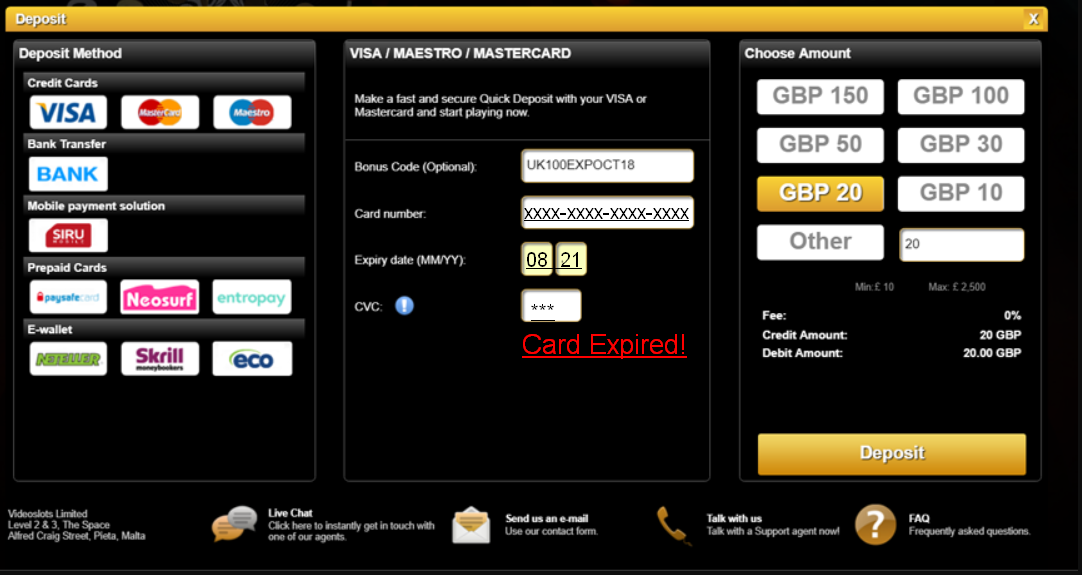 Deposit
X
Deposit Method
Credit Cards
VISA
MasterCard
Maestro
Bank Transfer
BANK
Mobile payment solution
SIRU
MOBILE
Prepaid Cards
paysafecard
Neosurf
entropay
E-wallet
NETELLER
Skrill
moneybookers
eco
VISA / MAESTRO / MASTERCARD
Make a fast and secure Quick Deposit with your VISA or
Mastercard and start playing now.
Bonus Code (Optional):
UK100EXPOCT18
Card number:
XXXX-XXXX-XXXX-XXXX
Expiry date (MM/YY):
08 21
CVC:
!
***
Card Expired!
Choose Amount
GBP 150
GBP 100
GBP 50
GBP 30
GBP 20
GBP 10
Other
20
Min:£ 10
Max: £ 2,500
Fee: 0%
Credit Amount: 20 GBP
Debit Amount: 20.00 GBP
Deposit
Videoslots Limited
Level 2 & 3, The Space
Alfred Craig Street, Pieta, Malta
Live Chat
Click here to instantly get in touch with
one of our agents.
Send us an e-mail
Use our contact form.
Talk with us
Talk with a Support agent now!
?
FAQ
Frequently asked questions.